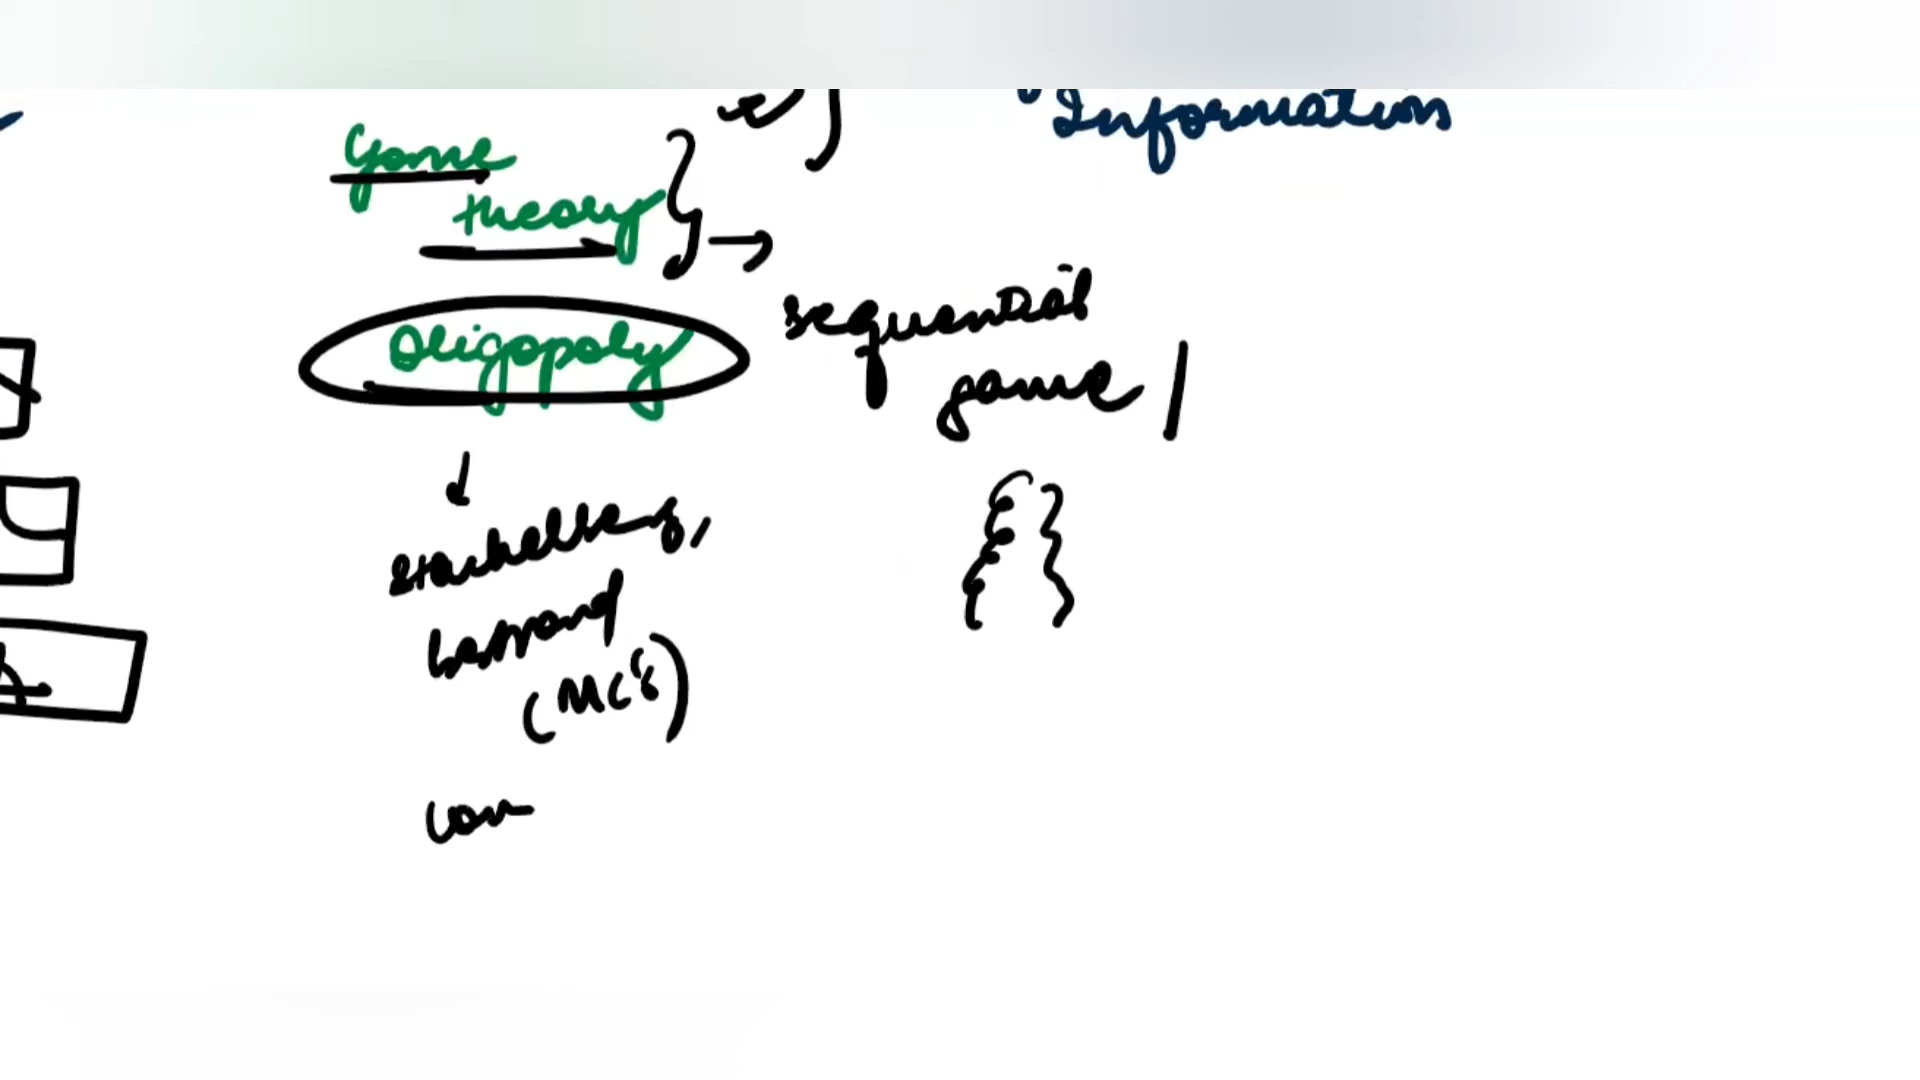 Information
Game
theory
sequential
game /
Oligopoly
stackelberg,
bertrand
(MC's)